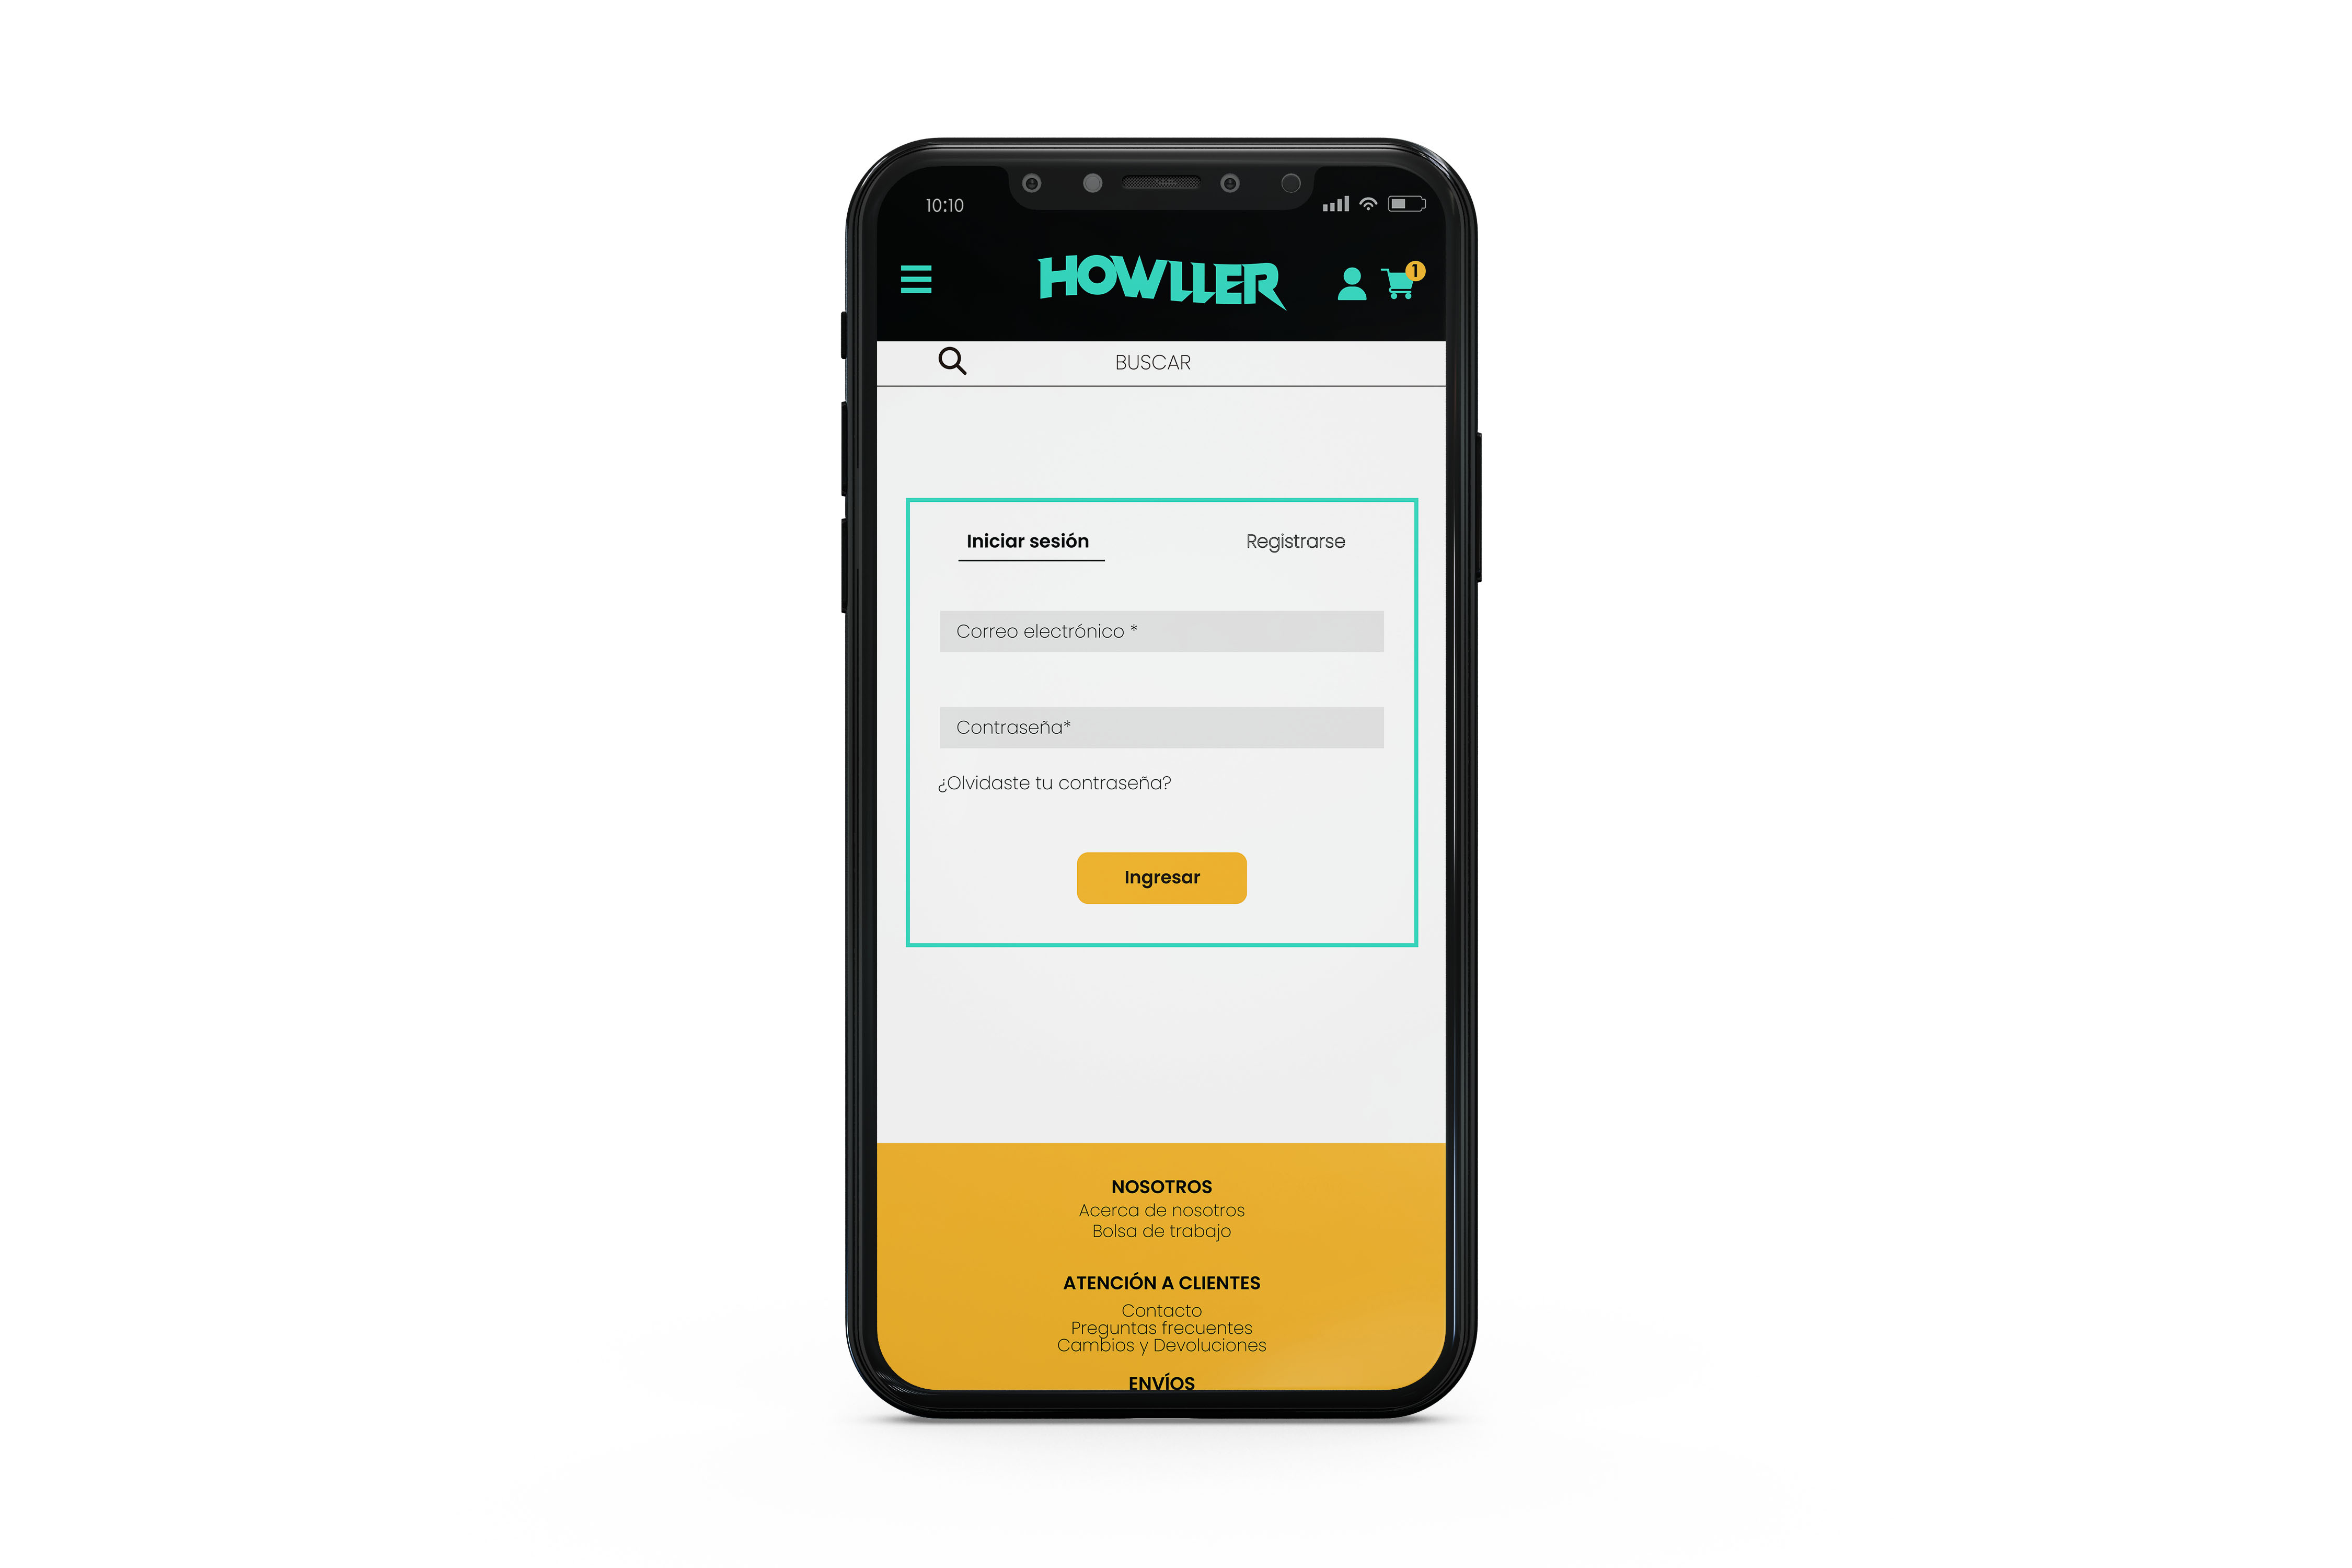 10:10
HOWLLER
1
BUSCAR
Iniciar sesión
Registrarse
Correo electrónico *
Contraseña*
¿Olvidaste tu contraseña?
Ingresar
NOSOTROS
Acerca de nosotros
Bolsa de trabajo
ATENCIÓN A CLIENTES
Contacto
Preguntas frecuentes
Cambios y Devoluciones
ENVÍOS